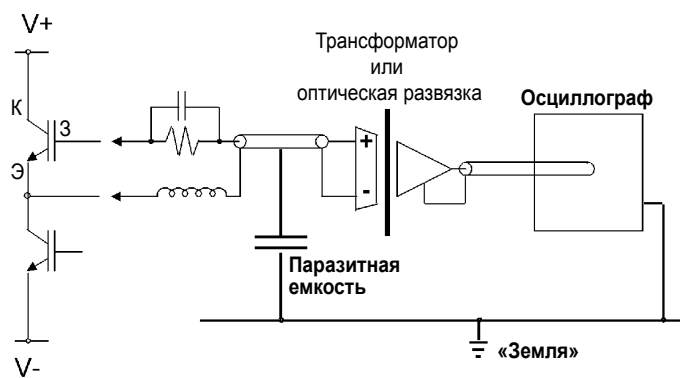 V+
Трансформатор
или
оптическая развязка
Осциллограф
К
З
Э
+
-
Паразитная
емкость
«Земля»
V-